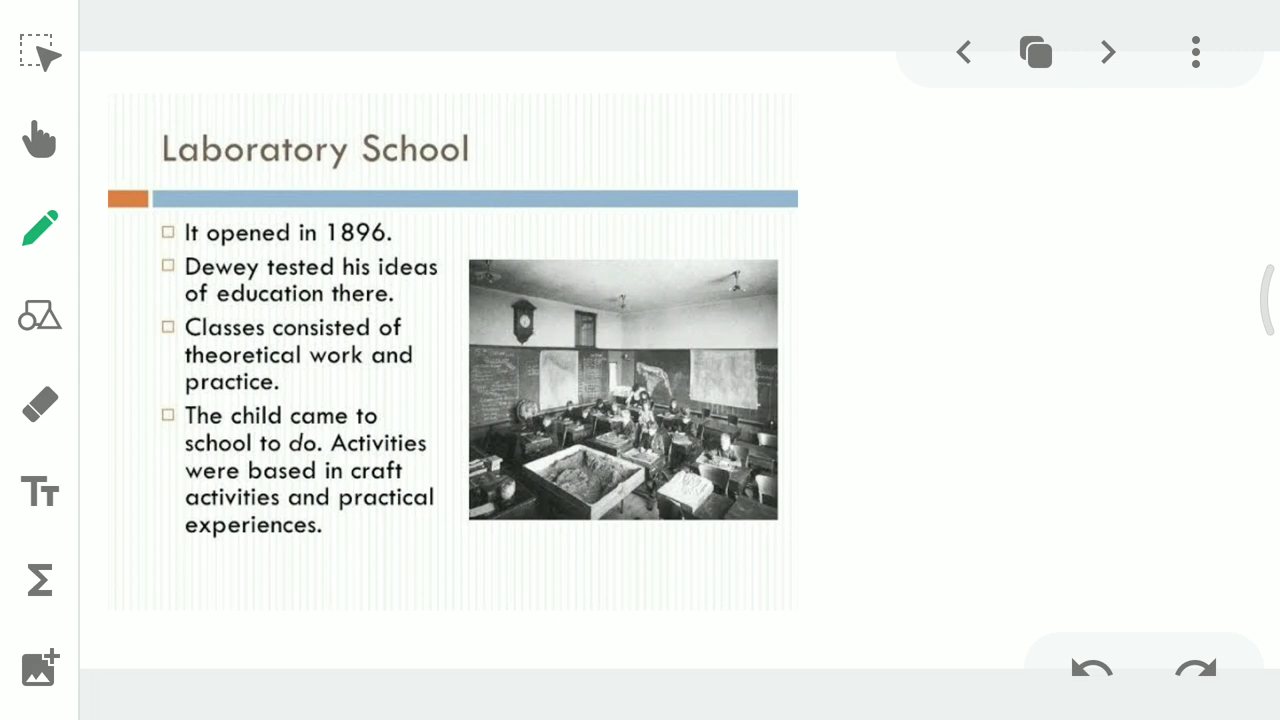 Laboratory School
It opened in 1896.
Dewey tested his ideas
of education there.
Classes consisted of
theoretical work and
practice.
The child came to
school to do. Activities
were based in craft
activities and practical
experiences.
Tт
Σ